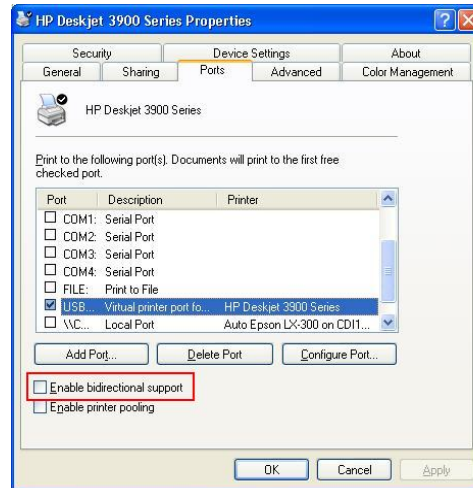 HP Deskjet 3900 Series Properties
Security Device Settings About
General Sharing Ports Advanced Color Management
HP Deskjet 3900 Series
Print to the following port(s). Documents will print to the first free
checked port.
Port Description Printer
COM1: Serial Port
COM2: Serial Port
COM3: Serial Port
COM4: Serial Port
FILE: Print to File
USB... Virtual printer port fo... HP Deskjet 3900 Series
\\C... Local Port Auto Epson LX-300 on CDI1...
Add Port... Delete Port Configure Port...
Enable bidirectional support
Enable printer pooling
OK Cancel Apply